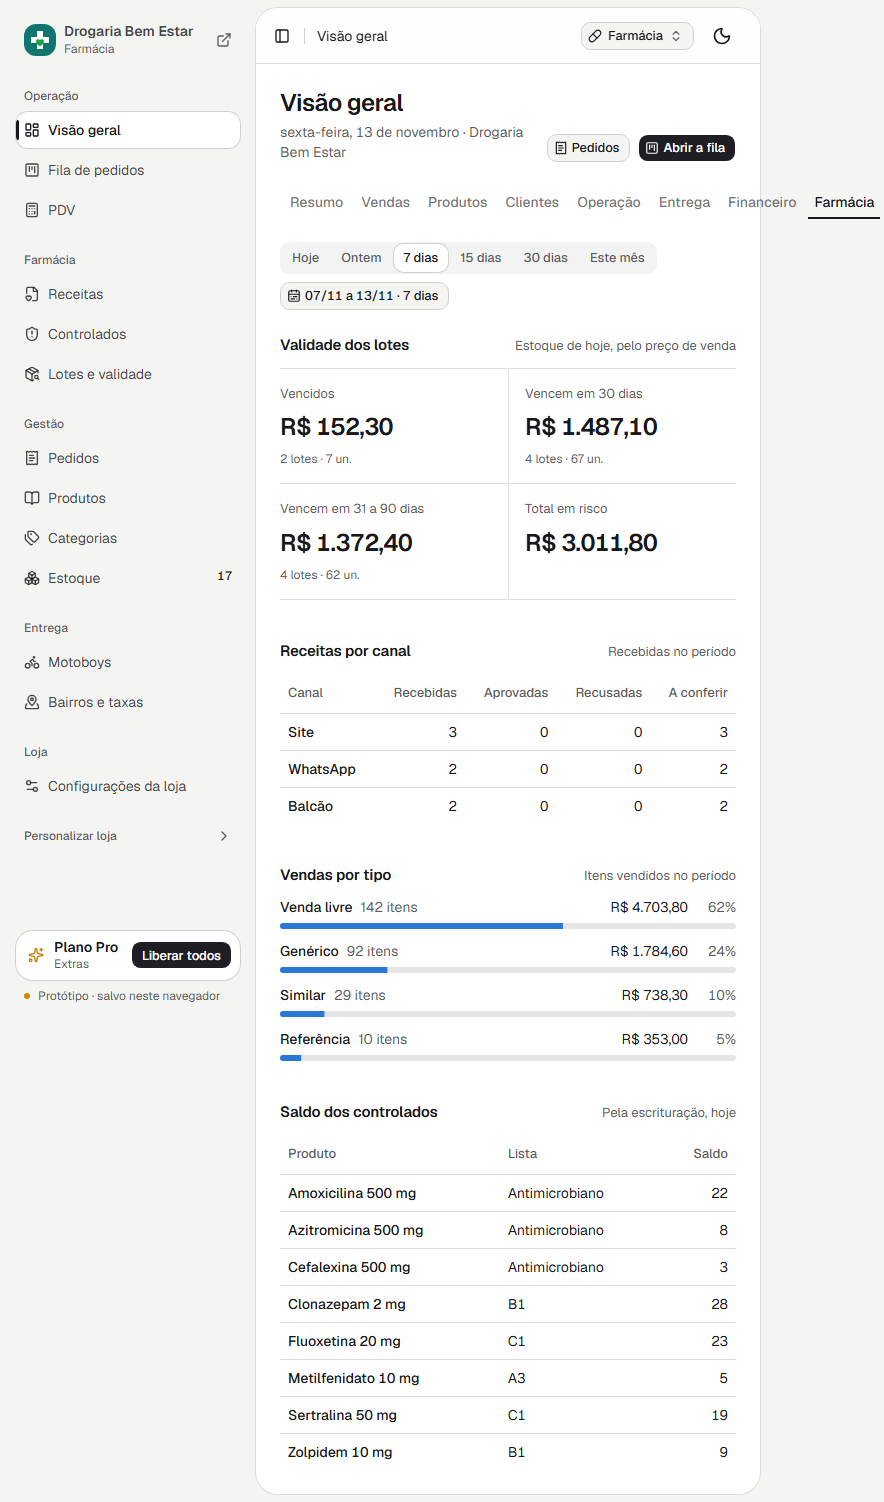 Drogaria Bem Estar
Farmácia
Operação
Visão geral
Fila de pedidos
PDV
Farmácia
Receitas
Controlados
Lotes e validade
Gestão
Pedidos
Produtos
Categorias
Estoque 17
Entrega
Motoboys
Bairros e taxas
Loja
Configurações da loja
Personalizar loja
Plano Pro
Extras
Liberar todos
Protótipo · salvo neste navegador
Visão geral
Farmácia
Visão geral
sexta-feira, 13 de novembro · Drogaria
Bem Estar
Pedidos
Abrir a fila
Resumo Vendas Produtos Clientes Operação Entrega Financeiro Farmácia
Hoje Ontem 7 dias 15 dias 30 dias Este mês
07/11 a 13/11 · 7 dias
Validade dos lotes Estoque de hoje, pelo preço de venda
Vencidos
R$ 152,30
2 lotes · 7 un.
Vencem em 30 dias
R$ 1.487,10
4 lotes · 67 un.
Vencem em 31 a 90 dias
R$ 1.372,40
4 lotes · 62 un.
Total em risco
R$ 3.011,80
Receitas por canal Recebidas no período
Canal Recebidas Aprovadas Recusadas A conferir
Site 3 0 0 3
WhatsApp 2 0 0 2
Balcão 2 0 0 2
Vendas por tipo Itens vendidos no período
Venda livre 142 itens R$ 4.703,80 62%
Genérico 92 itens R$ 1.784,60 24%
Similar 29 itens R$ 738,30 10%
Referência 10 itens R$ 353,00 5%
Saldo dos controlados Pela escrituração, hoje
Produto Lista Saldo
Amoxicilina 500 mg Antimicrobiano 22
Azitromicina 500 mg Antimicrobiano 8
Cefalexina 500 mg Antimicrobiano 3
Clonazepam 2 mg B1 28
Fluoxetina 20 mg C1 23
Metilfenidato 10 mg A3 5
Sertralina 50 mg C1 19
Zolpidem 10 mg B1 9